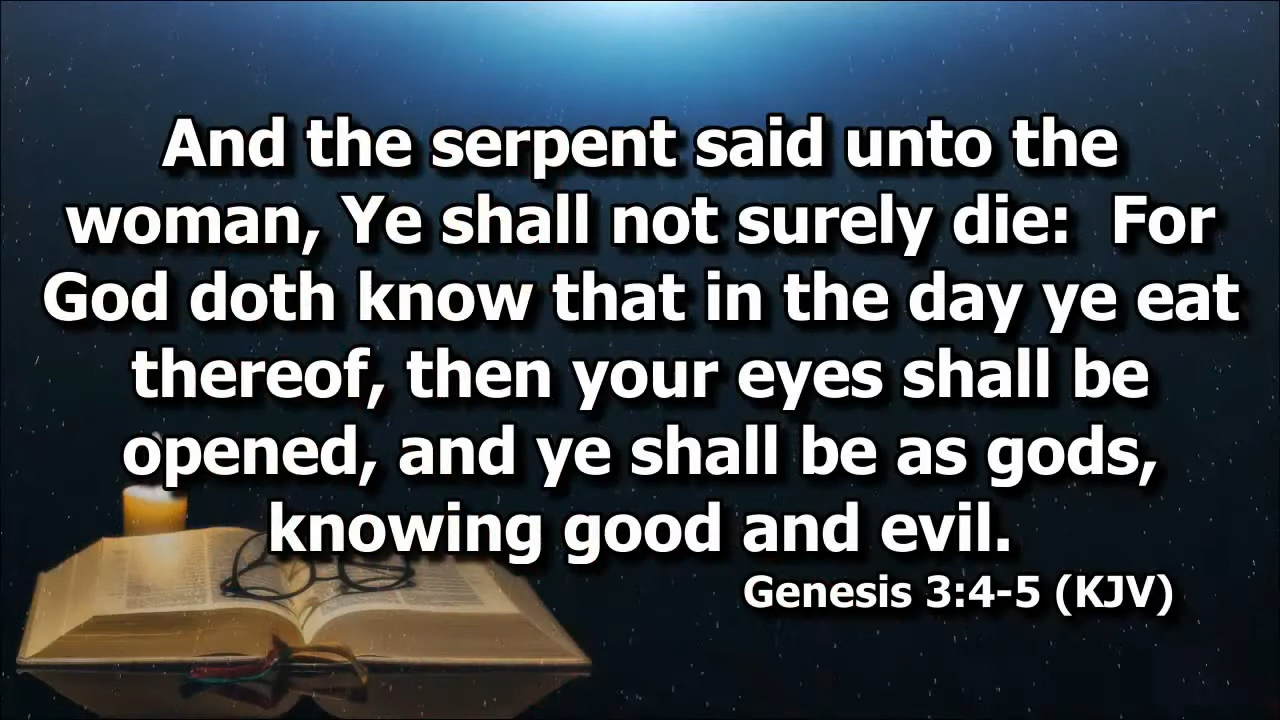 And the serpent said unto the
woman, Ye shall not surely die:  For
God doth know that in the day ye eat
thereof, then your eyes shall be
opened, and ye shall be as gods,
knowing good and evil.
Genesis 3:4-5 (KJV)